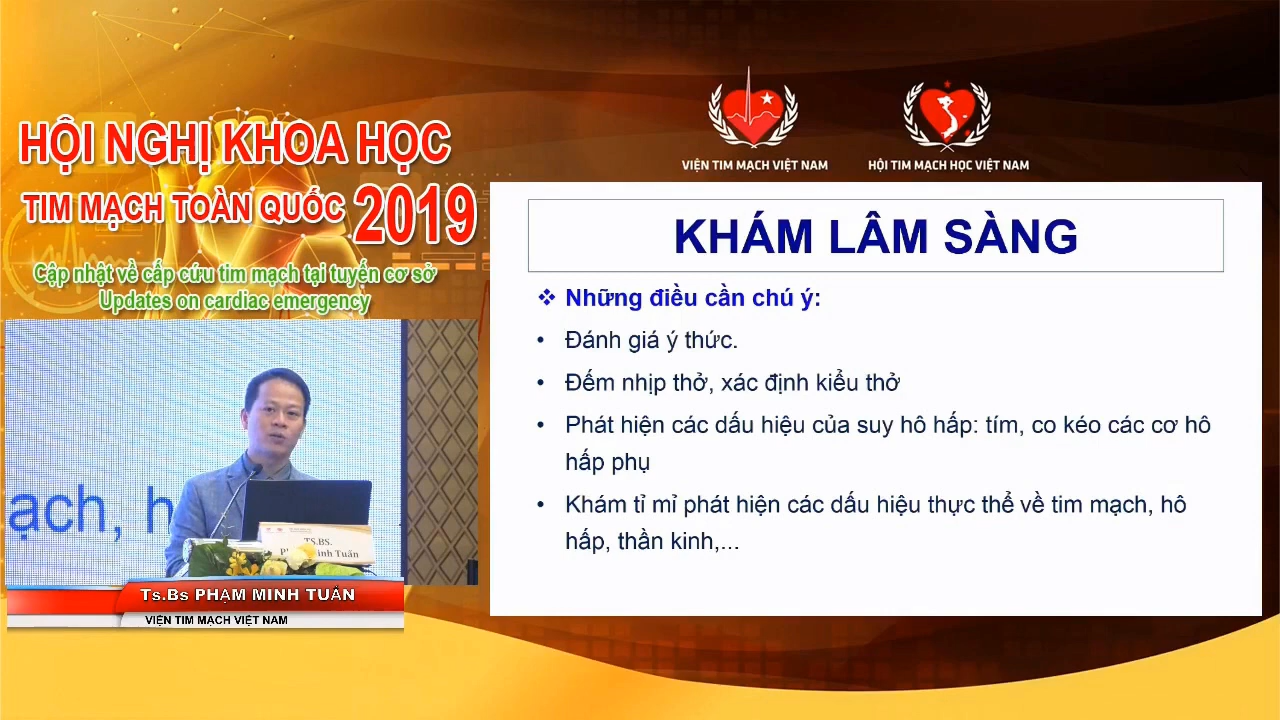 HỘI NGHỊ KHOA HỌC
TIM MẠCH TOÀN QUỐC 2019
Cập nhật về cấp cứu tim mạch tại tuyến cơ sở
Updates on cardiac emergency
VIỆN TIM MẠCH VIỆT NAM
HỘI TIM MẠCH HỌC VIỆT NAM
KHÁM LÂM SÀNG
❖ Những điều cần chú ý:
• Đánh giá ý thức.
• Đếm nhịp thở, xác định kiểu thở
• Phát hiện các dấu hiệu của suy hô hấp: tím, co kéo các cơ hô
hấp phụ
• Khám tỉ mỉ phát hiện các dấu hiệu thực thể về tim mạch, hô
hấp, thần kinh,...
ạch, h
TS.BS.
Minh Tuấn
Ts.Bs PHẠM MINH TUẤN
VIỆN TIM MẠCH VIỆT NAM